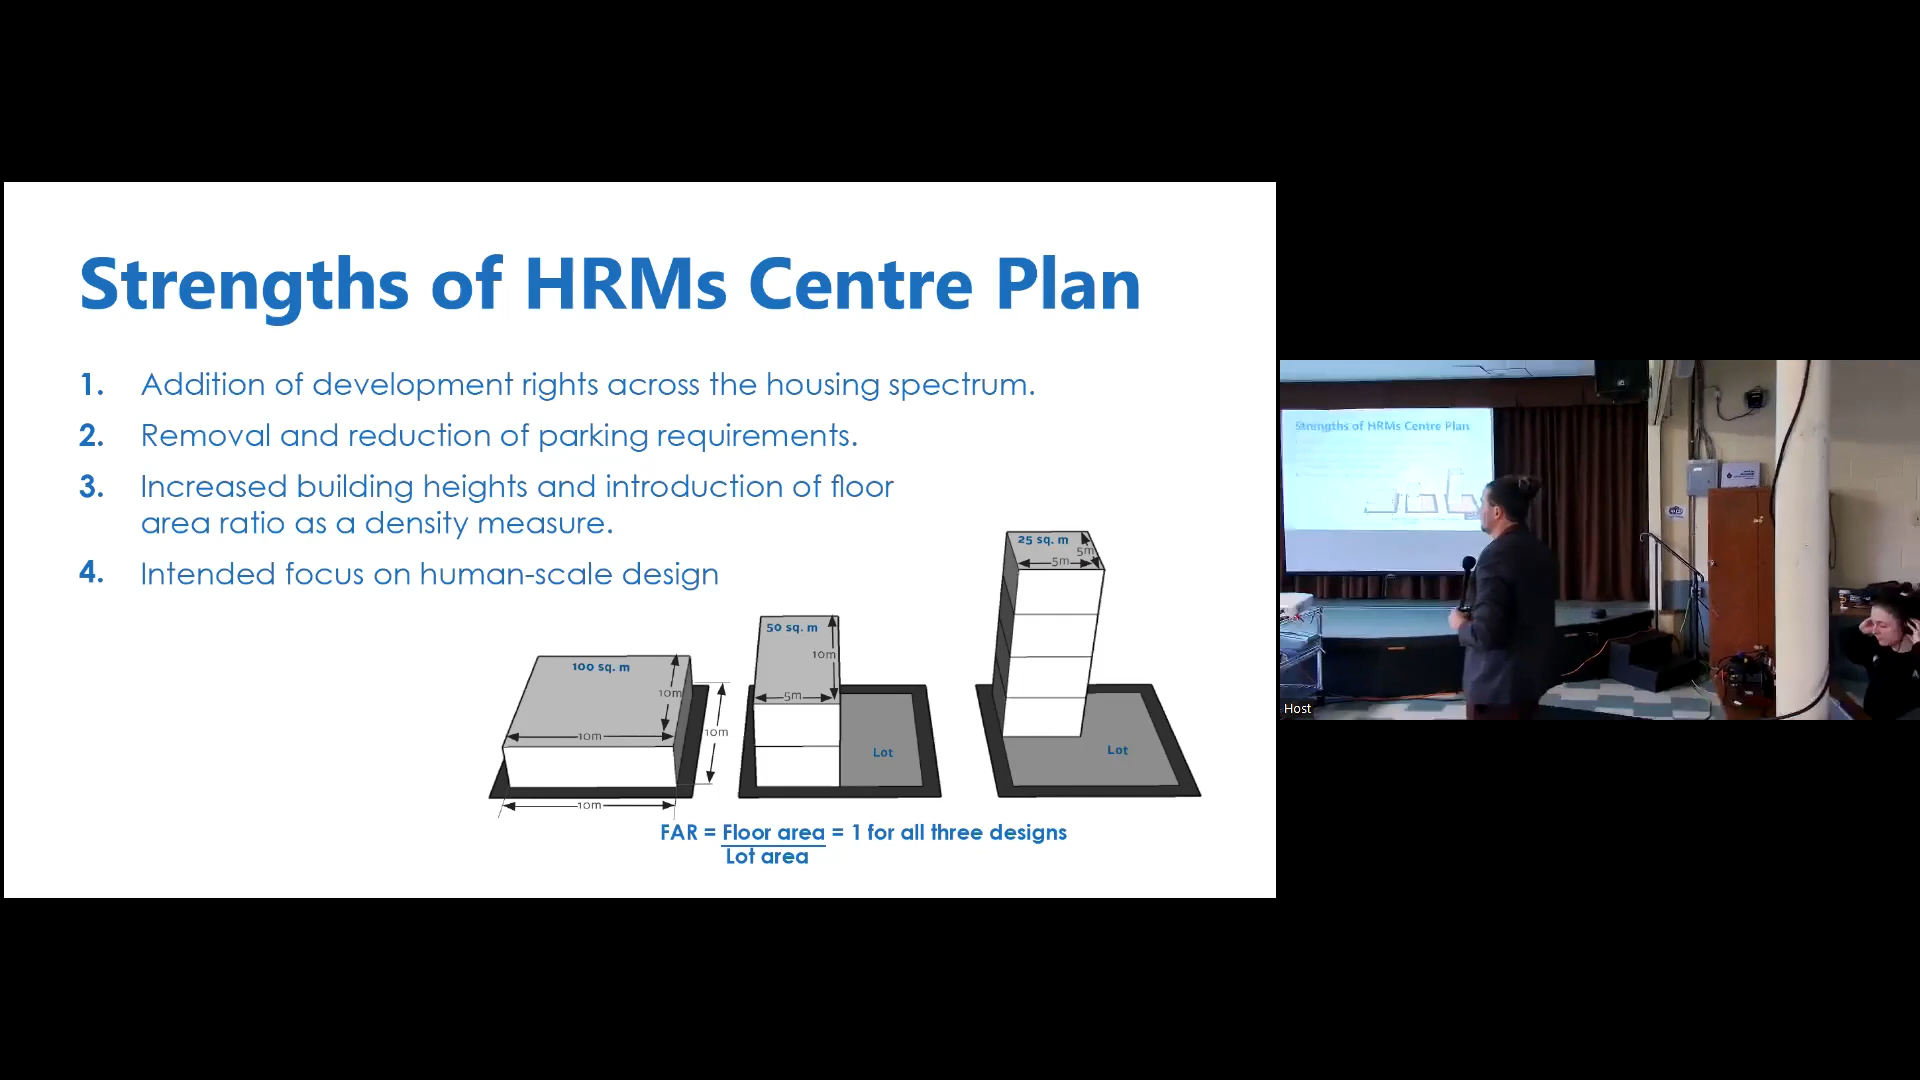 Strengths of HRMs Centre Plan
1. Addition of development rights across the housing spectrum.
2. Removal and reduction of parking requirements.
3. Increased building heights and introduction of floor
area ratio as a density measure.
4. Intended focus on human-scale design
25 sq. m
5m
5m
50 sq. m
10m
5m
100 sq. m
10m
10m
10m
10m
Lot
Lot
FAR = Floor area = 1 for all three designs
Lot area
Strengths of HRMs Centre Plan
Host